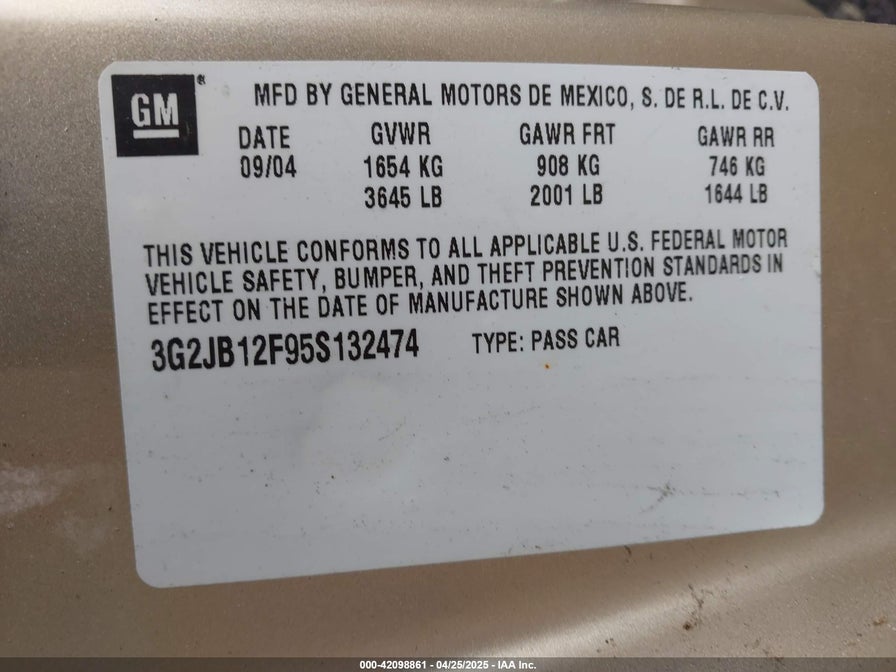 GM®
MFD BY GENERAL MOTORS DE MEXICO, S. DE R.L. DE C.V.
DATE GVWR GAWR FRT GAWR RR
09/04 1654 KG 908 KG 746 KG
3645 LB 2001 LB 1644 LB
THIS VEHICLE CONFORMS TO ALL APPLICABLE U.S. FEDERAL MOTOR
VEHICLE SAFETY, BUMPER, AND THEFT PREVENTION STANDARDS IN
EFFECT ON THE DATE OF MANUFACTURE SHOWN ABOVE.
3G2JB12F95S132474 TYPE: PASS CAR
000-42098861 - 04/25/2025 - IAA Inc.